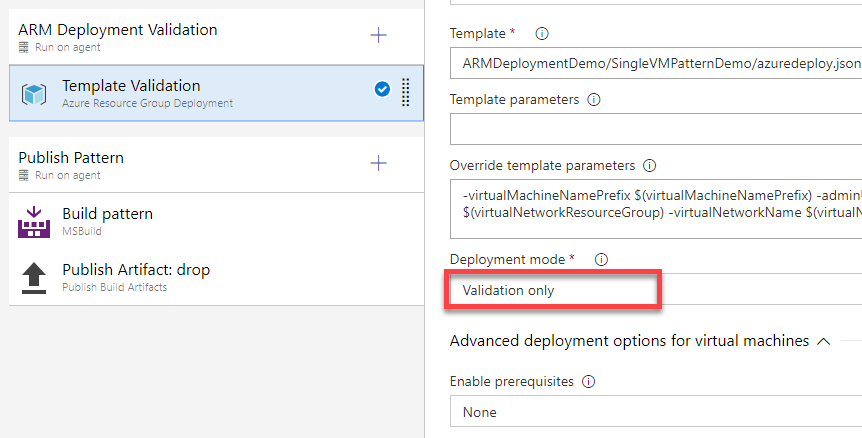 ARM Deployment Validation
Run on agent
Template Validation
Azure Resource Group Deployment
Publish Pattern
Run on agent
Build pattern
MSBuild
Publish Artifact: drop
Publish Build Artifacts
Template *
ARMDeploymentDemo/SingleVMPatternDemo/azuredeploy.json
Template parameters
Override template parameters
-virtualMachineNamePrefix $(virtualMachineNamePrefix) -admin
$(virtualNetworkResourceGroup) -virtualNetworkName $(virtualN
Deployment mode *
Validation only
Advanced deployment options for virtual machines
Enable prerequisites
None